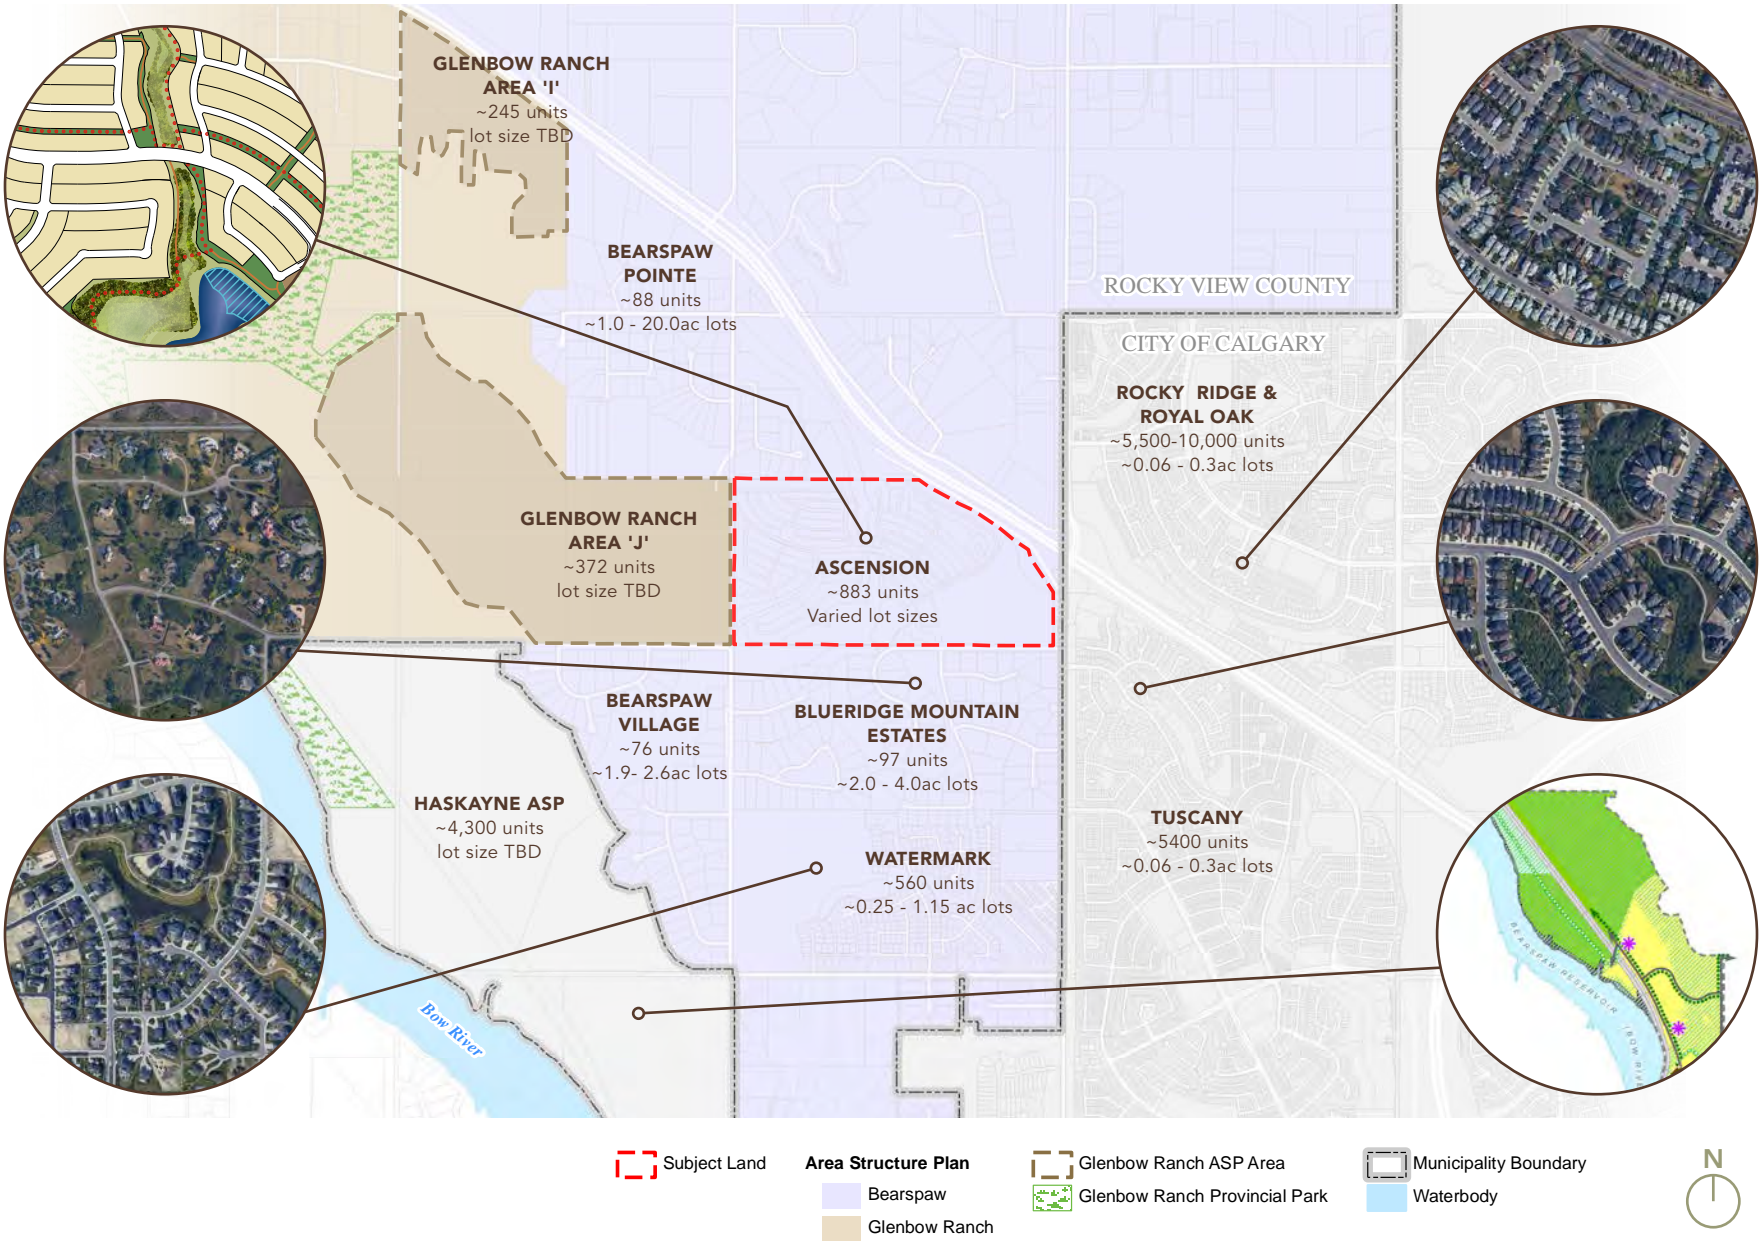 GLENBOW RANCH
AREA 'I'
~245 units
lot size TBD
BEARSPAW
POINTE
~88 units
~1.0 - 20.0ac lots
ROCKY VIEW COUNTY
CITY OF CALGARY
ROCKY RIDGE &
ROYAL OAK
~5,500-10,000 units
~0.06 - 0.3ac lots
GLENBOW RANCH
AREA 'J'
~372 units
lot size TBD
ASCENSION
~883 units
Varied lot sizes
BEARSPAW
VILLAGE
~76 units
~1.9- 2.6ac lots
BLUERIDGE MOUNTAIN
ESTATES
~97 units
~2.0 - 4.0ac lots
HASKAYNE ASP
~4,300 units
lot size TBD
WATERMARK
~560 units
~0.25 - 1.15 ac lots
TUSCANY
~5400 units
~0.06 - 0.3ac lots
Bow River
BEARSPAW RESERVOIR (BOW RIVE
Subject Land
Area Structure Plan
Bearspaw
Glenbow Ranch
Glenbow Ranch ASP Area
Glenbow Ranch Provincial Park
Municipality Boundary
Waterbody
N